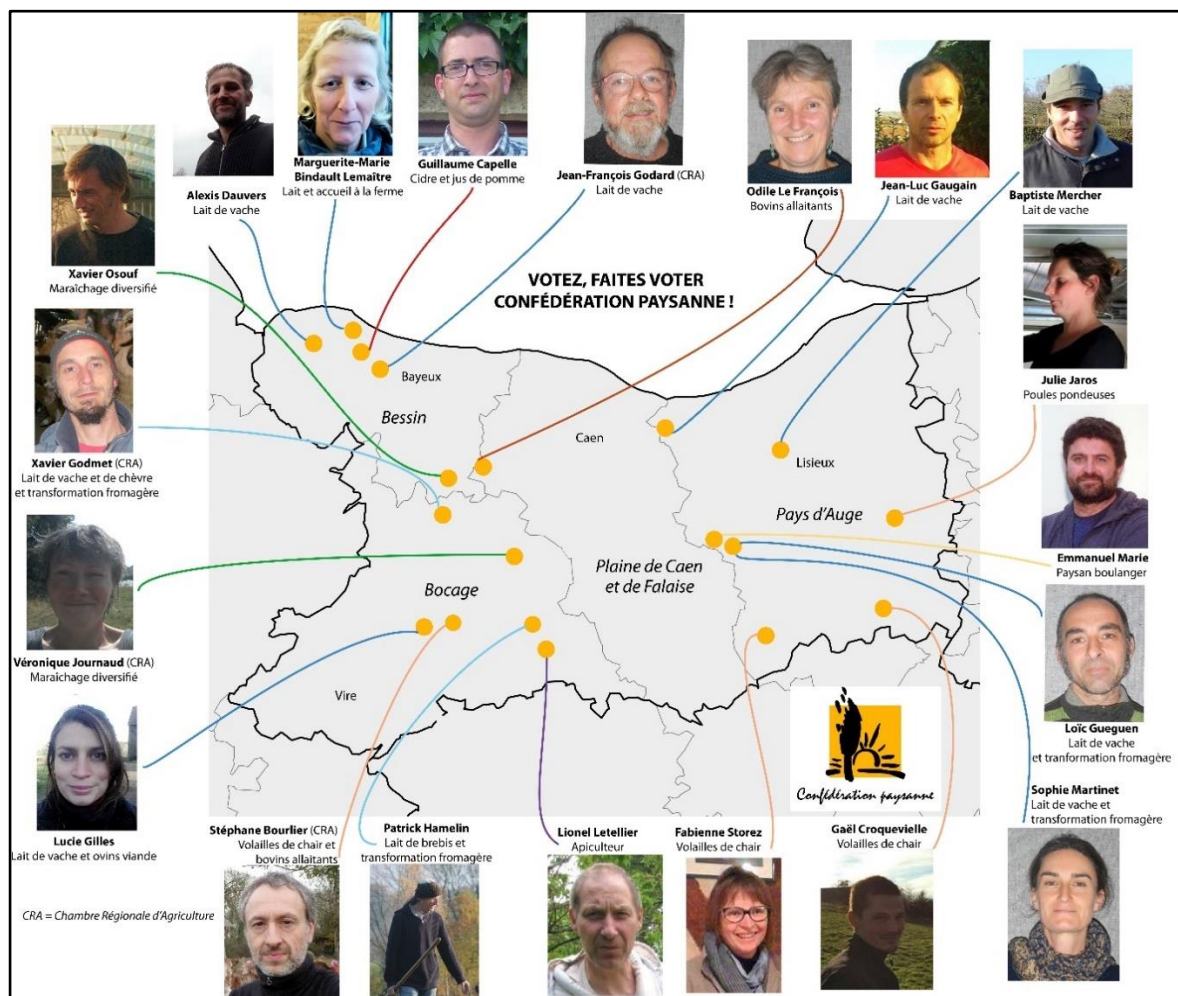 Alexis Dauvers
Lait de vache
Marguerite-Marie
Bindault Lemaître
Lait et accueil à la ferme
Guillaume Capelle
Cidre et jus de pomme
Jean-François Godard (CRA)
Lait de vache
Odile Le François
Bovins allaitants
Jean-Luc Gaugain
Lait de vache
Baptiste Mercher
Lait de vache
Xavier Osouf
Maraîchage diversifié
VOTEZ, FAITES VOTER
CONFÉDÉRATION PAYSANNE !
Julie Jaros
Poules pondeuses
Bayeux
Bessin
Caen
Lisieux
Xavier Godmet (CRA)
Lait de vache et de chèvre
et transformation fromagère
Pays d'Auge
Emmanuel Marie
Paysan boulanger
Plaine de Caen
et de Falaise
Bocage
Véronique Journaud (CRA)
Maraîchage diversifié
Vire
Loïc Gueguen
Lait de vache
et tranformation fromagère
Confédération paysanne
Sophie Martinet
Lait de vache et
transformation fromagère
Lucie Gilles
Lait de vache et ovins viande
Stéphane Bourlier (CRA)
Volailles de chair et
bovins allaitants
Patrick Hamelin
Lait de brebis et
transformation fromagère
Lionel Letellier
Apiculteur
Fabienne Storez
Volailles de chair
Gaël Croquevielle
Volailles de chair
CRA = Chambre Régionale d'Agriculture